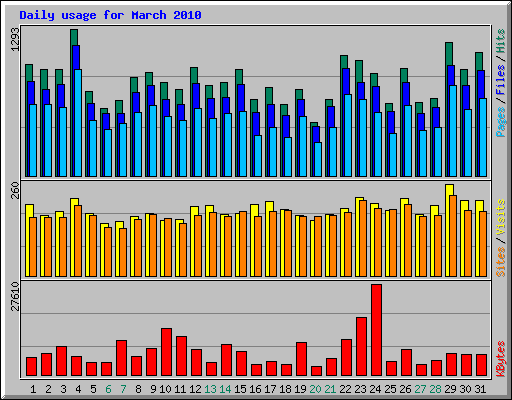 Daily usage for March 2010
1293
Pages / Files / Hits
260
Sites / Visits
27610
KBytes
1 2 3 4 5 6 7 8 9 10 11 12 13 14 15 16 17 18 19 20 21 22 23 24 25 26 27 28 29 30 31